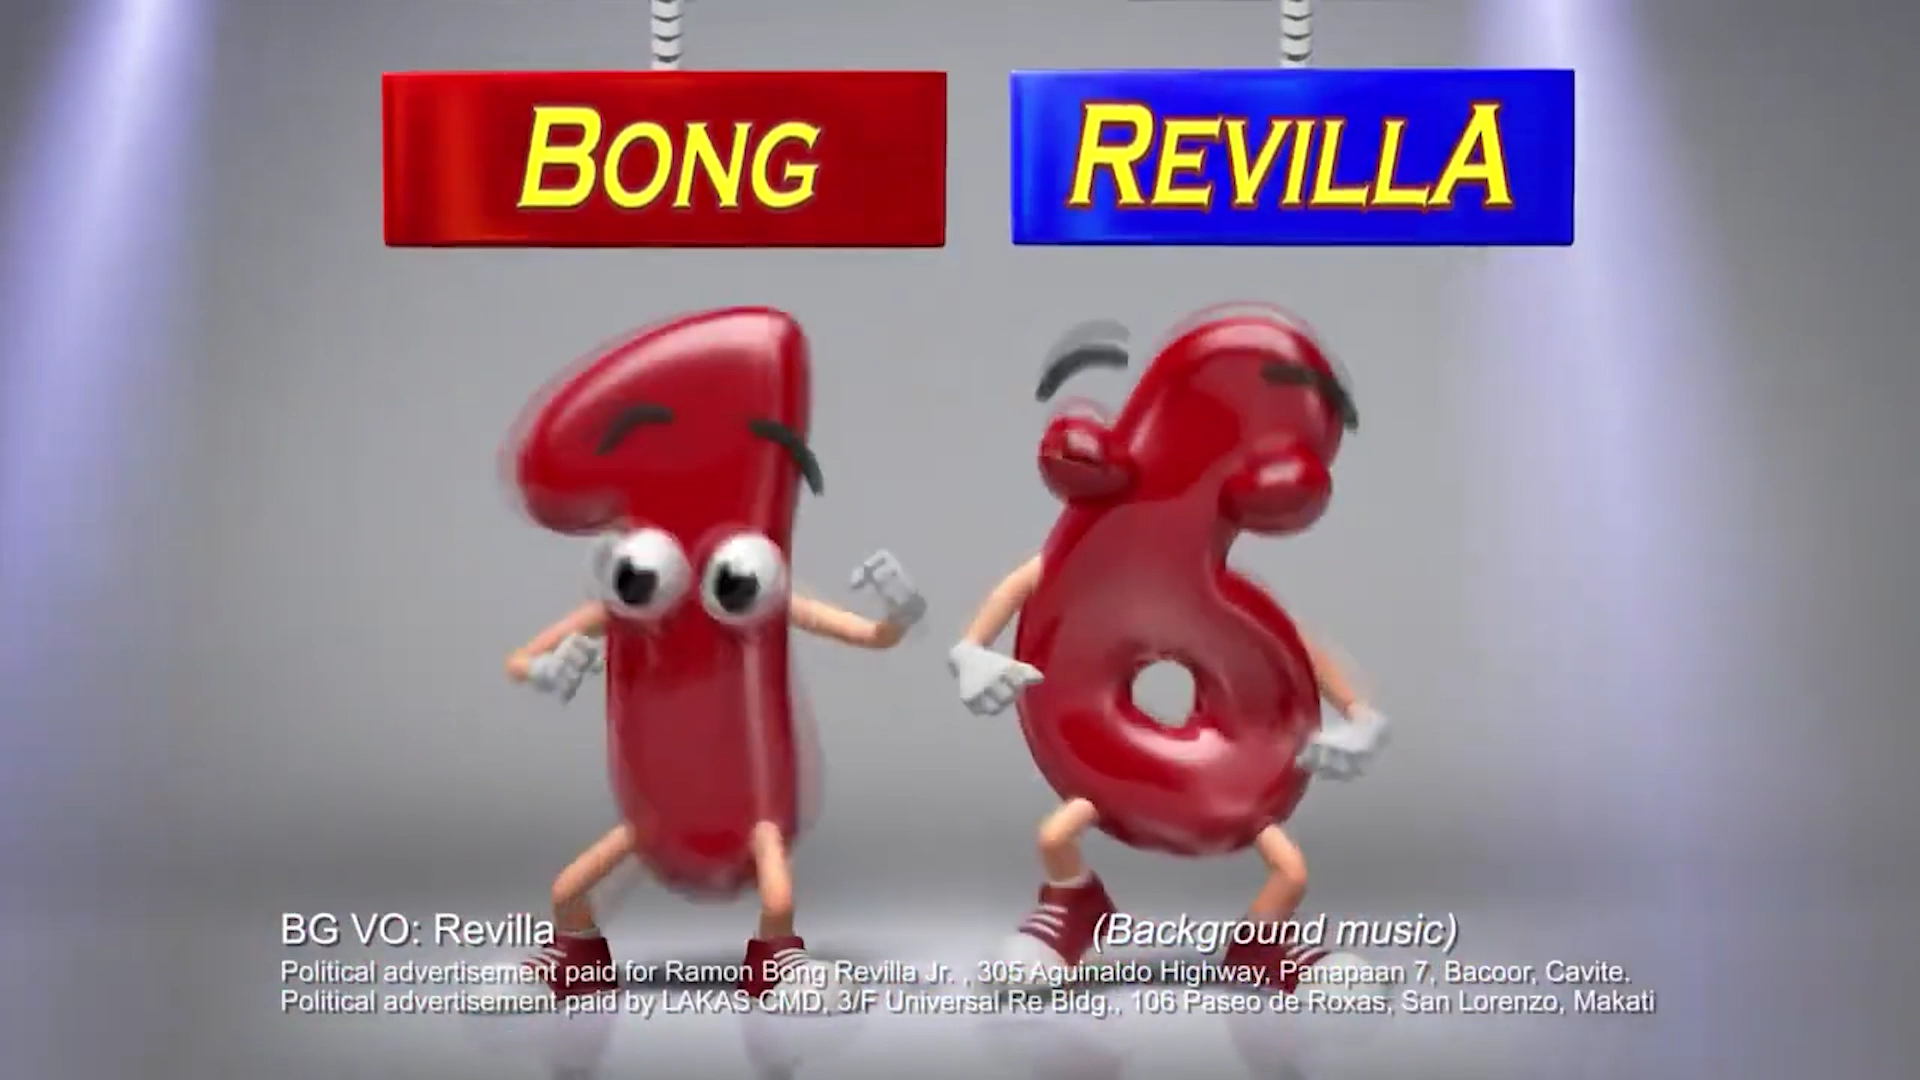 BONG REVILLA
16
BG VO: Revilla (Background music)
Political advertisement paid for Ramon Bong Revilla Jr. , 305 Aguinaldo Highway, Panapaan 7, Bacoor, Cavite.
Political advertisement paid by LAKAS CMD, 3/F Universal Re Bldg., 106 Paseo de Roxas, San Lorenzo, Makati